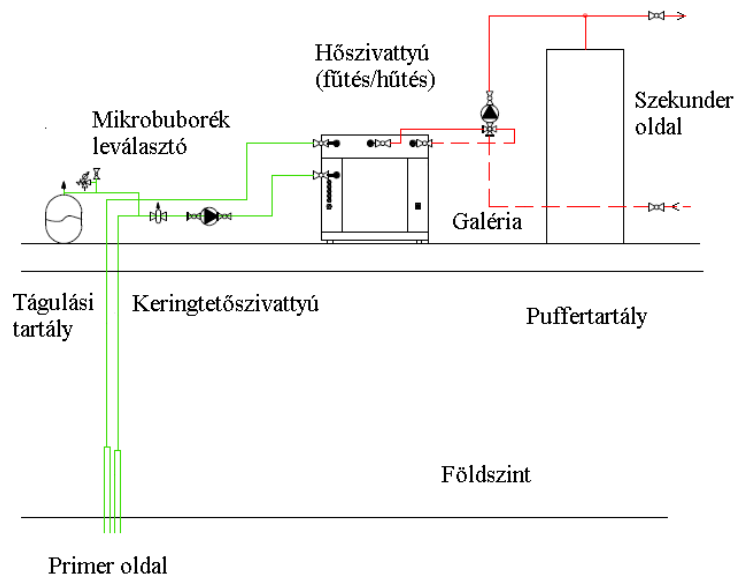 Hőszivattyú
(fűtés/hűtés)
Szekunder
oldal
Mikrobuborék
leválasztó
Galéria
Tágulási
tartály
Keringtetőszivattyú
Puffertartály
Földszint
Primer oldal